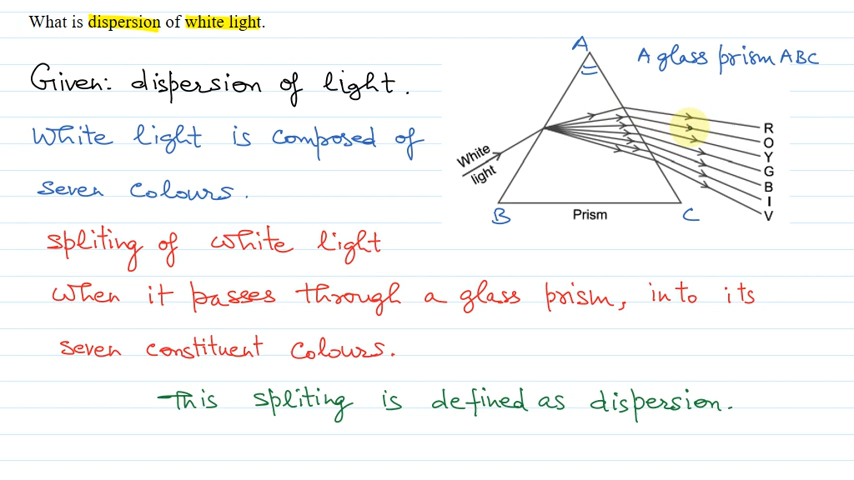 What is dispersion of white light.
Given: dispersion of light.
White light is composed of
seven colours.
A glass prism ABC
A
White
light
B
Prism
C
R
O
Y
G
B
I
V
spliting of white light
when it passes through a glass prism, into its
seven constituent colours.
This spliting is defined as dispersion.